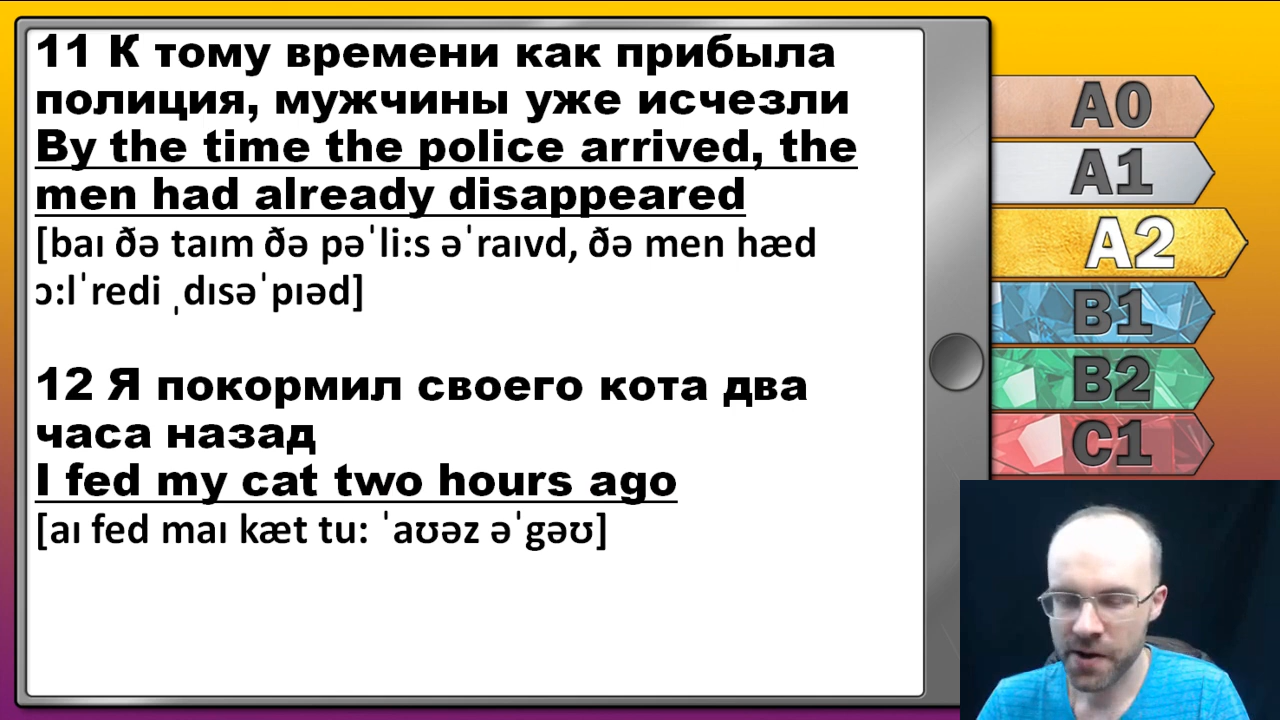 11 К тому времени как прибыла
полиция, мужчины уже исчезли
By the time the police arrived, the
men had already disappeared
[baɪ ðə taɪm ðə pəˈli:s əˈraɪvd, ðə men hæd
ɔ:lˈredi ˌdɪsəˈpɪəd]
12 Я покормил своего кота два
часа назад
I fed my cat two hours ago
[aɪ fed maɪ kæt tu: ˈaʊəz əˈgəʊ]
A0
A1
A2
B1
B2
C1